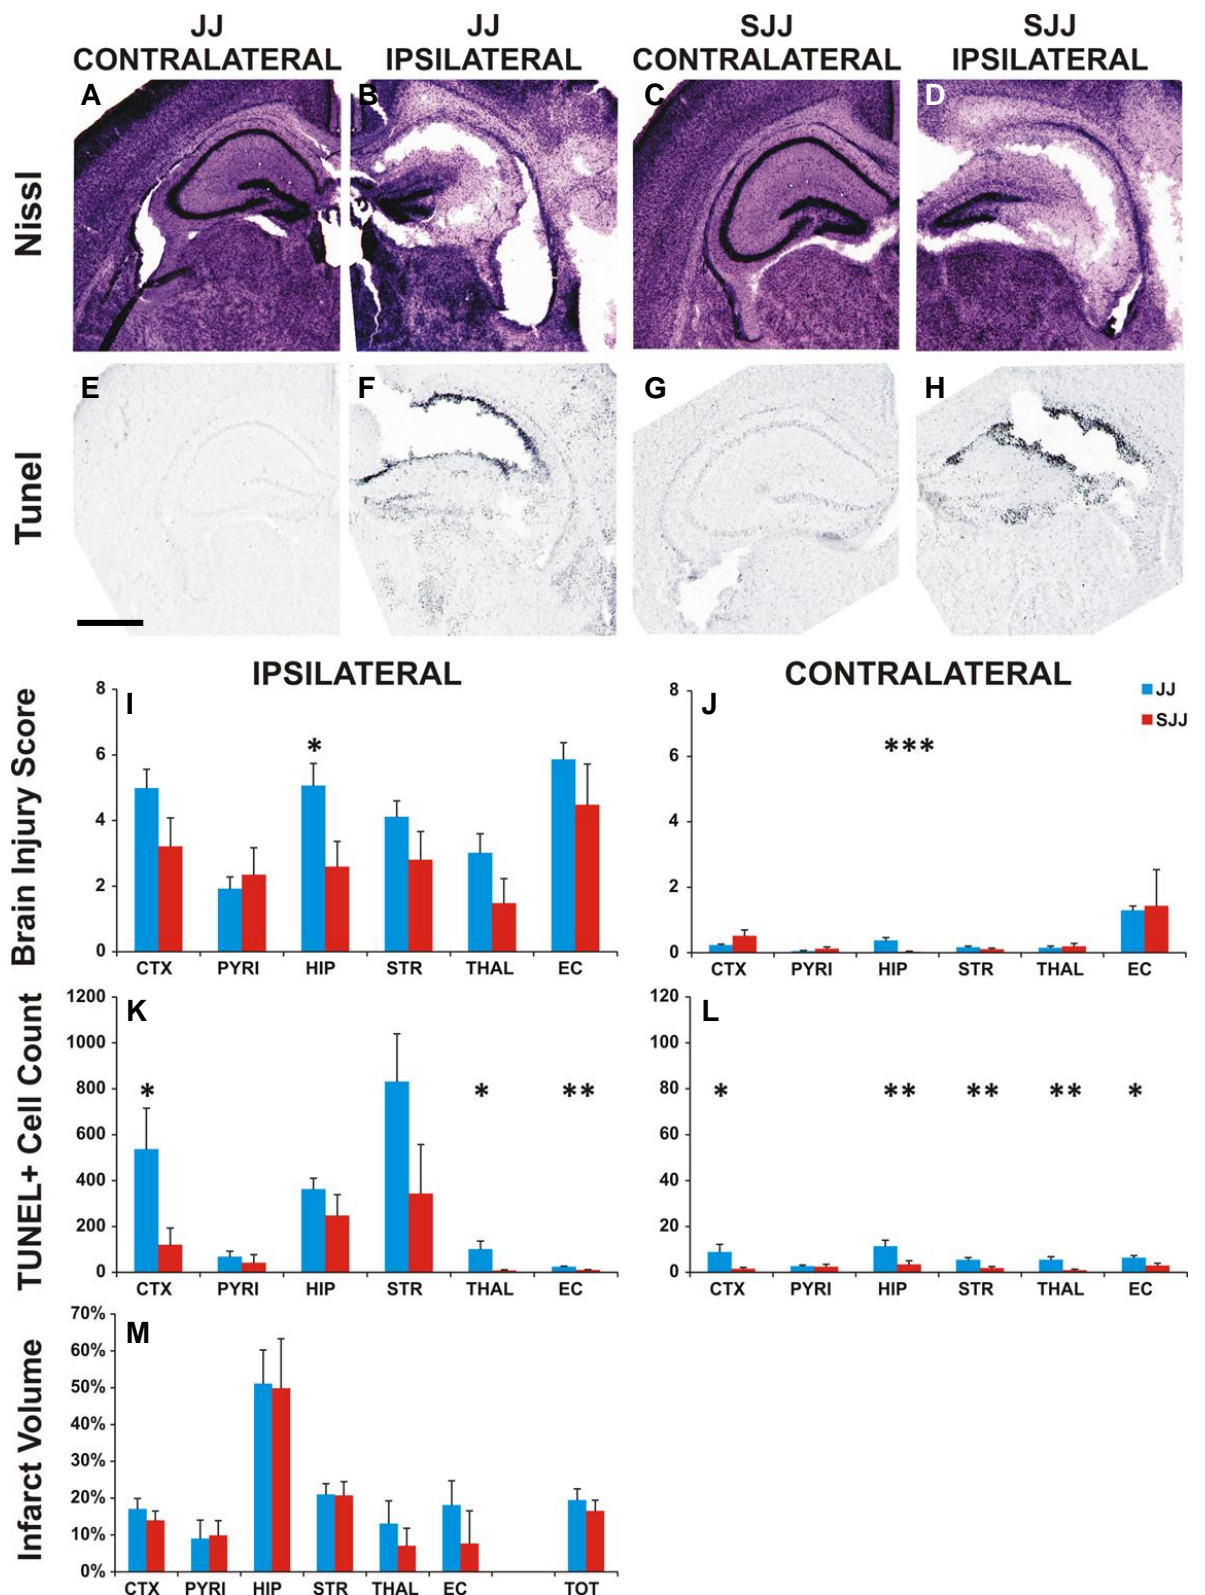 JJ
CONTRALATERAL
JJ
IPSILATERAL
SJJ
CONTRALATERAL
SJJ
IPSILATERAL
Nissl
A
B
C
D
Tunel
E
F
G
H
IPSILATERAL
CONTRALATERAL
Brain Injury Score
I
8
6
4
2
0
*
CTX PYRI HIP STR THAL EC
J
8
6
4
2
0
***
JJ
SJJ
CTX PYRI HIP STR THAL EC
TUNEL+ Cell Count
K
1200
1000
800
600
400
200
0
* * **
CTX PYRI HIP STR THAL EC
L
120
100
80
60
40
20
0
* ** ** ** *
CTX PYRI HIP STR THAL EC
Infarct Volume
M
70%
60%
50%
40%
30%
20%
10%
0%
CTX PYRI HIP STR THAL EC TOT